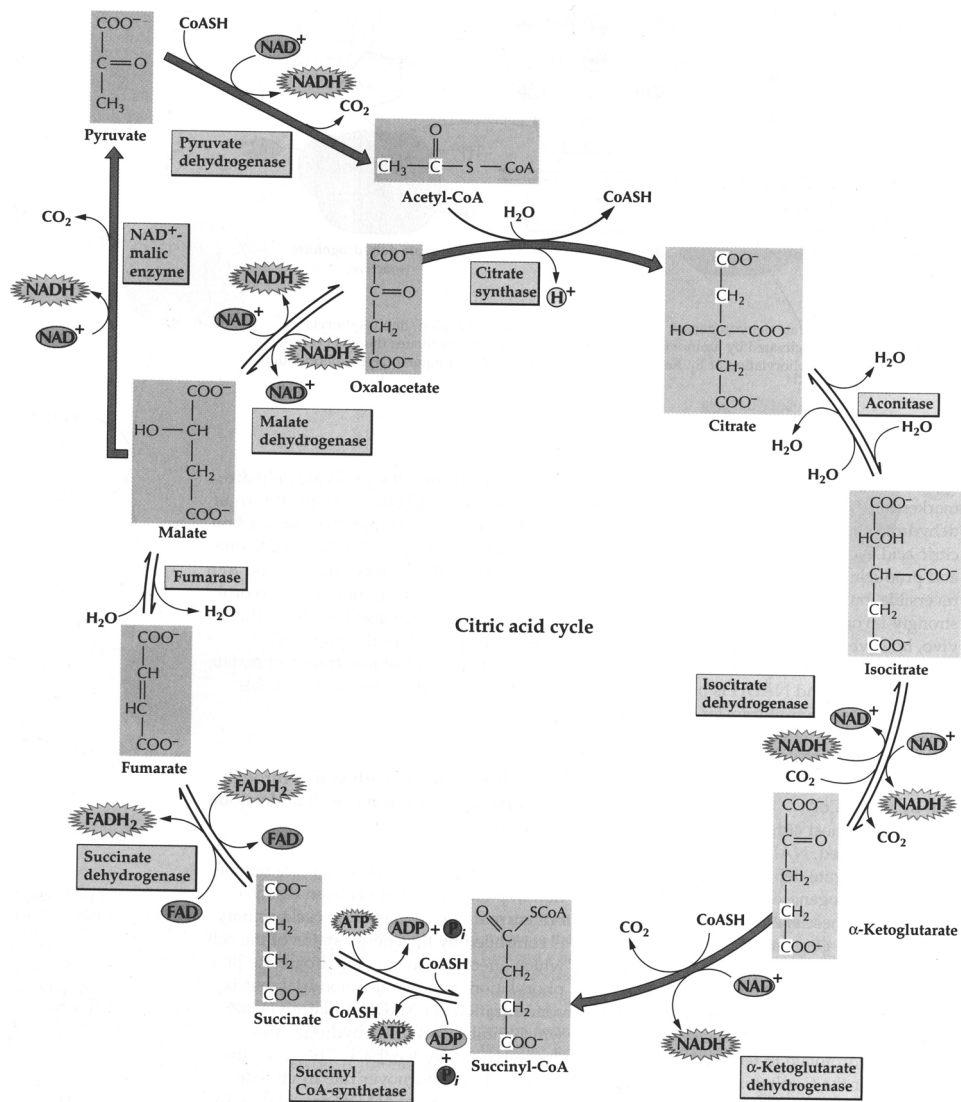 COO⁻
C=O
CH₃
Pyruvate
CoASH
NAD⁺
NADH
CO₂
Pyruvate
dehydrogenase
O
CH₃—C—S—CoA
Acetyl-CoA
H₂O
CoASH
Citrate
synthase
H⁺
CO₂
NAD⁺-
malic
enzyme
NADH
NAD⁺
NADH
NAD⁺
NADH
NAD⁺
Malate
dehydrogenase
COO⁻
C=O
CH₂
COO⁻
Oxaloacetate
COO⁻
CH₂
HO—C—COO⁻
CH₂
COO⁻
Citrate
H₂O
Aconitase
H₂O
H₂O
H₂O
COO⁻
HO—CH
CH₂
COO⁻
Malate
COO⁻
HCOH
CH—COO⁻
CH₂
COO⁻
Isocitrate
Fumarase
H₂O
H₂O
Citric acid cycle
COO⁻
CH
HC
COO⁻
Fumarate
Isocitrate
dehydrogenase
NAD⁺
NADH
NAD⁺
CO₂
NADH
CO₂
FADH₂
FADH₂
FAD
Succinate
dehydrogenase
FAD
COO⁻
C=O
CH₂
CH₂
COO⁻
α-Ketoglutarate
COO⁻
CH₂
CH₂
COO⁻
Succinate
ATP
ADP + Pi
CoASH
CoASH
ATP
ADP
+
Pi
Succinyl
CoA-synthetase
O SCoA
C
CH₂
CH₂
COO⁻
Succinyl-CoA
CO₂
CoASH
NAD⁺
NADH
α-Ketoglutarate
dehydrogenase